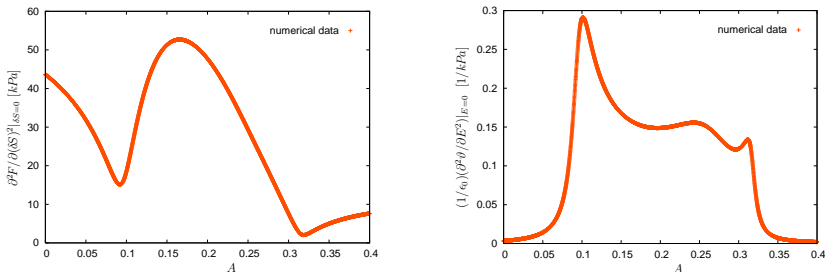 60
50
40
30
20
10
0
0 0.05 0.1 0.15 0.2 0.25 0.3 0.35 0.4
A
∂²F/∂(δS)²|δS=0 [kPa]
numerical data
0.3
0.25
0.2
0.15
0.1
0.05
0
0 0.05 0.1 0.15 0.2 0.25 0.3 0.35 0.4
A
(1/ϵ₀)(∂²∂/∂E²)|E=0 [1/kPa]
numerical data